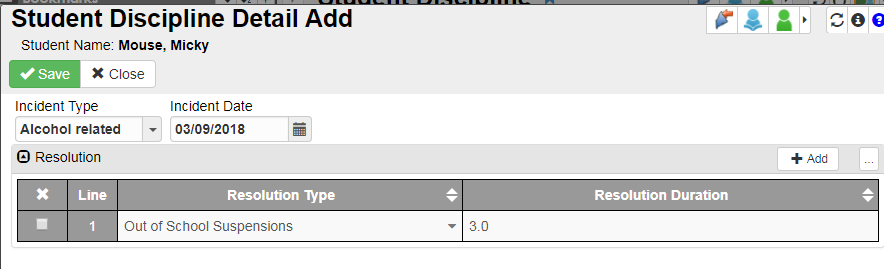 Student Discipline Detail Add
Student Name: Mouse, Micky
Save Close
Incident Type Incident Date
Alcohol related 03/09/2018
Resolution Add ...
Line Resolution Type Resolution Duration
1 Out of School Suspensions 3.0